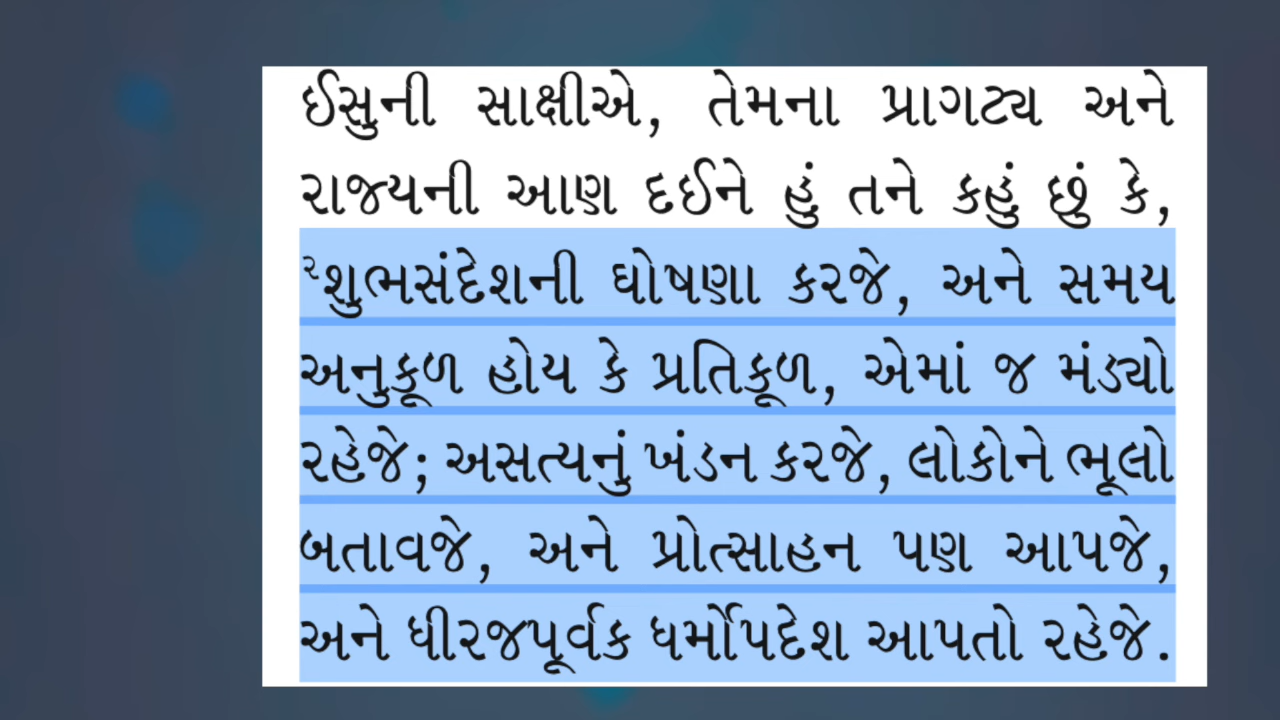 ઈસુની સાક્ષીએ, તેમના પ્રાગટ્ય અને
રાજ્યની આણ દઈને હું તને કહું છું કે,
૨શુભસંદેશની ઘોષણા કરજે, અને સમય
અનુકૂળ હોય કે પ્રતિકૂળ, એમાં જ મંડ્યો
રહેજે; અસત્યનું ખંડન કરજે, લોકોને ભૂલો
બતાવજે, અને પ્રોત્સાહન પણ આપજે,
અને ધીરજપૂર્વક ધર્મોપદેશ આપતો રહેજે.